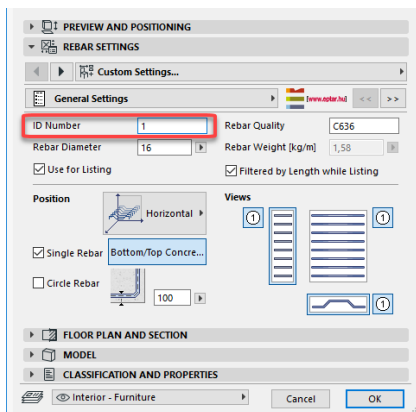 PREVIEW AND POSITIONING
REBAR SETTINGS
Custom Settings...
General Settings
[www.eptar.hu]
<< >>
ID Number 1 Rebar Quality C636
Rebar Diameter 16 Rebar Weight [kg/m] 1,58
Use for Listing Filtered by Length while Listing
Position Views
Horizontal
1 1
Single Rebar Bottom/Top Concre...
Circle Rebar
100
1
FLOOR PLAN AND SECTION
MODEL
CLASSIFICATION AND PROPERTIES
Interior - Furniture Cancel OK